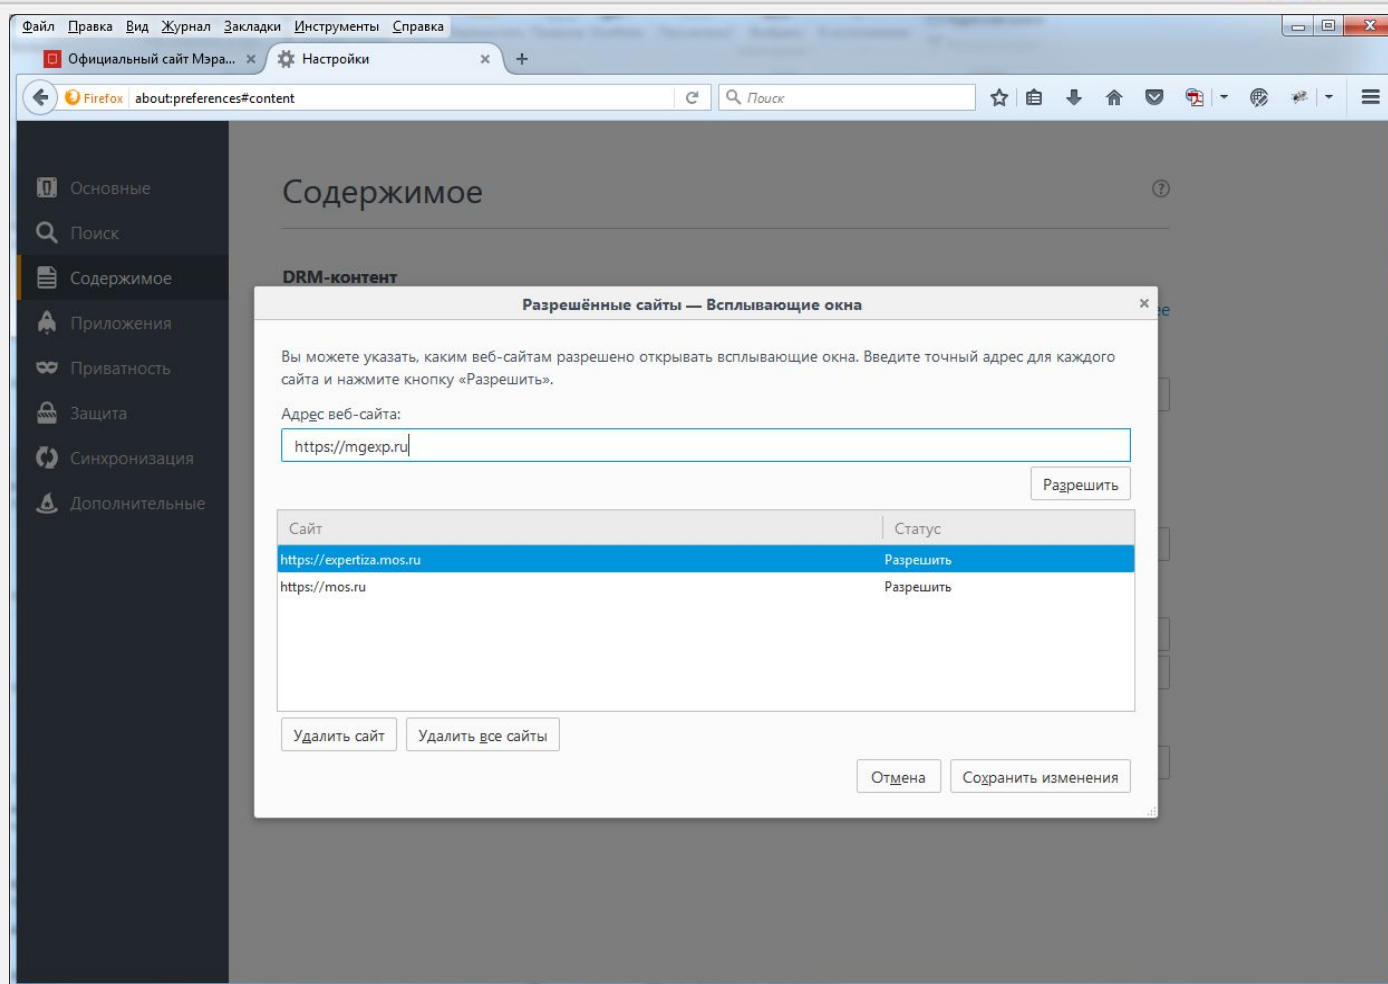 Файл Правка Вид Журнал Закладки Инструменты Справка
Официальный сайт Мэра... × Настройки × +
Firefox about:preferences#content Поиск
Основные
Поиск
Содержимое
Приложения
Приватность
Защита
Синхронизация
Дополнительные
Содержимое
DRM-контент
Разрешённые сайты — Всплывающие окна
Вы можете указать, каким веб-сайтам разрешено открывать всплывающие окна. Введите точный адрес для каждого
сайта и нажмите кнопку «Разрешить».
Адрес веб-сайта:
https://mgexp.ru
Разрешить
Сайт Статус
https://expertiza.mos.ru Разрешить
https://mos.ru Разрешить
Удалить сайт Удалить все сайты
Отмена Сохранить изменения